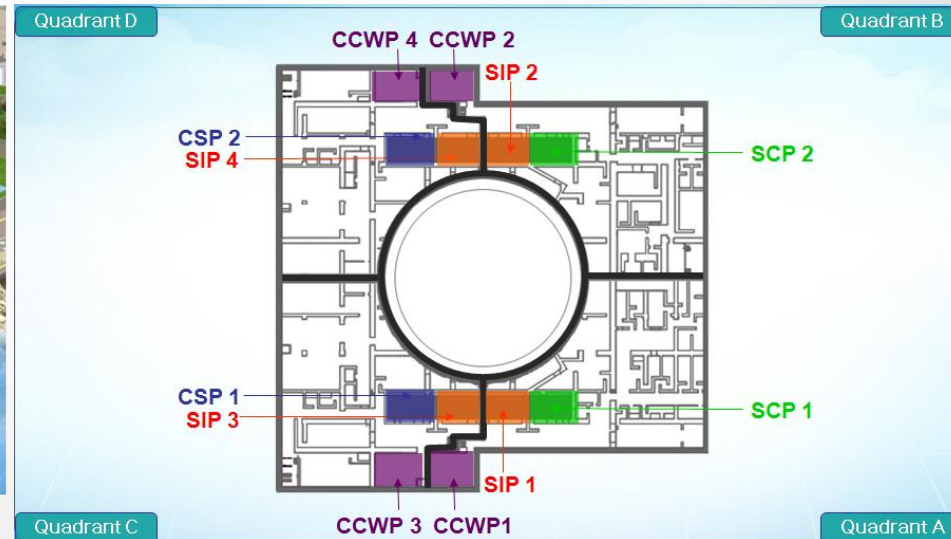 Quadrant D
Quadrant B
CCWP 4 CCWP 2
SIP 2
CSP 2
SIP 4
SCP 2
CSP 1
SIP 3
SCP 1
SIP 1
CCWP 3 CCWP1
Quadrant C
Quadrant A